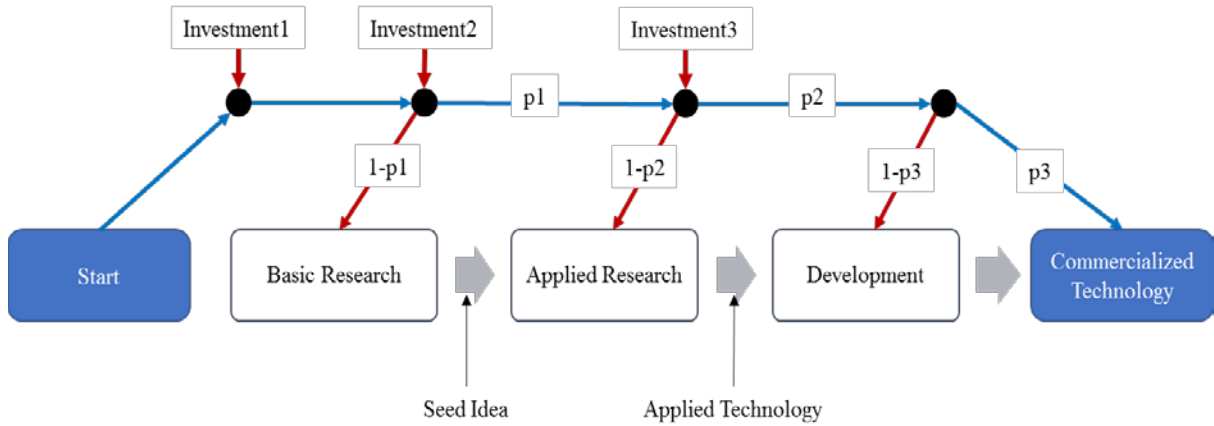 Investment1
Investment2
Investment3
p1
p2
1-p1
1-p2
1-p3
p3
Start
Basic Research
Applied Research
Development
Commercialized
Technology
Seed Idea
Applied Technology